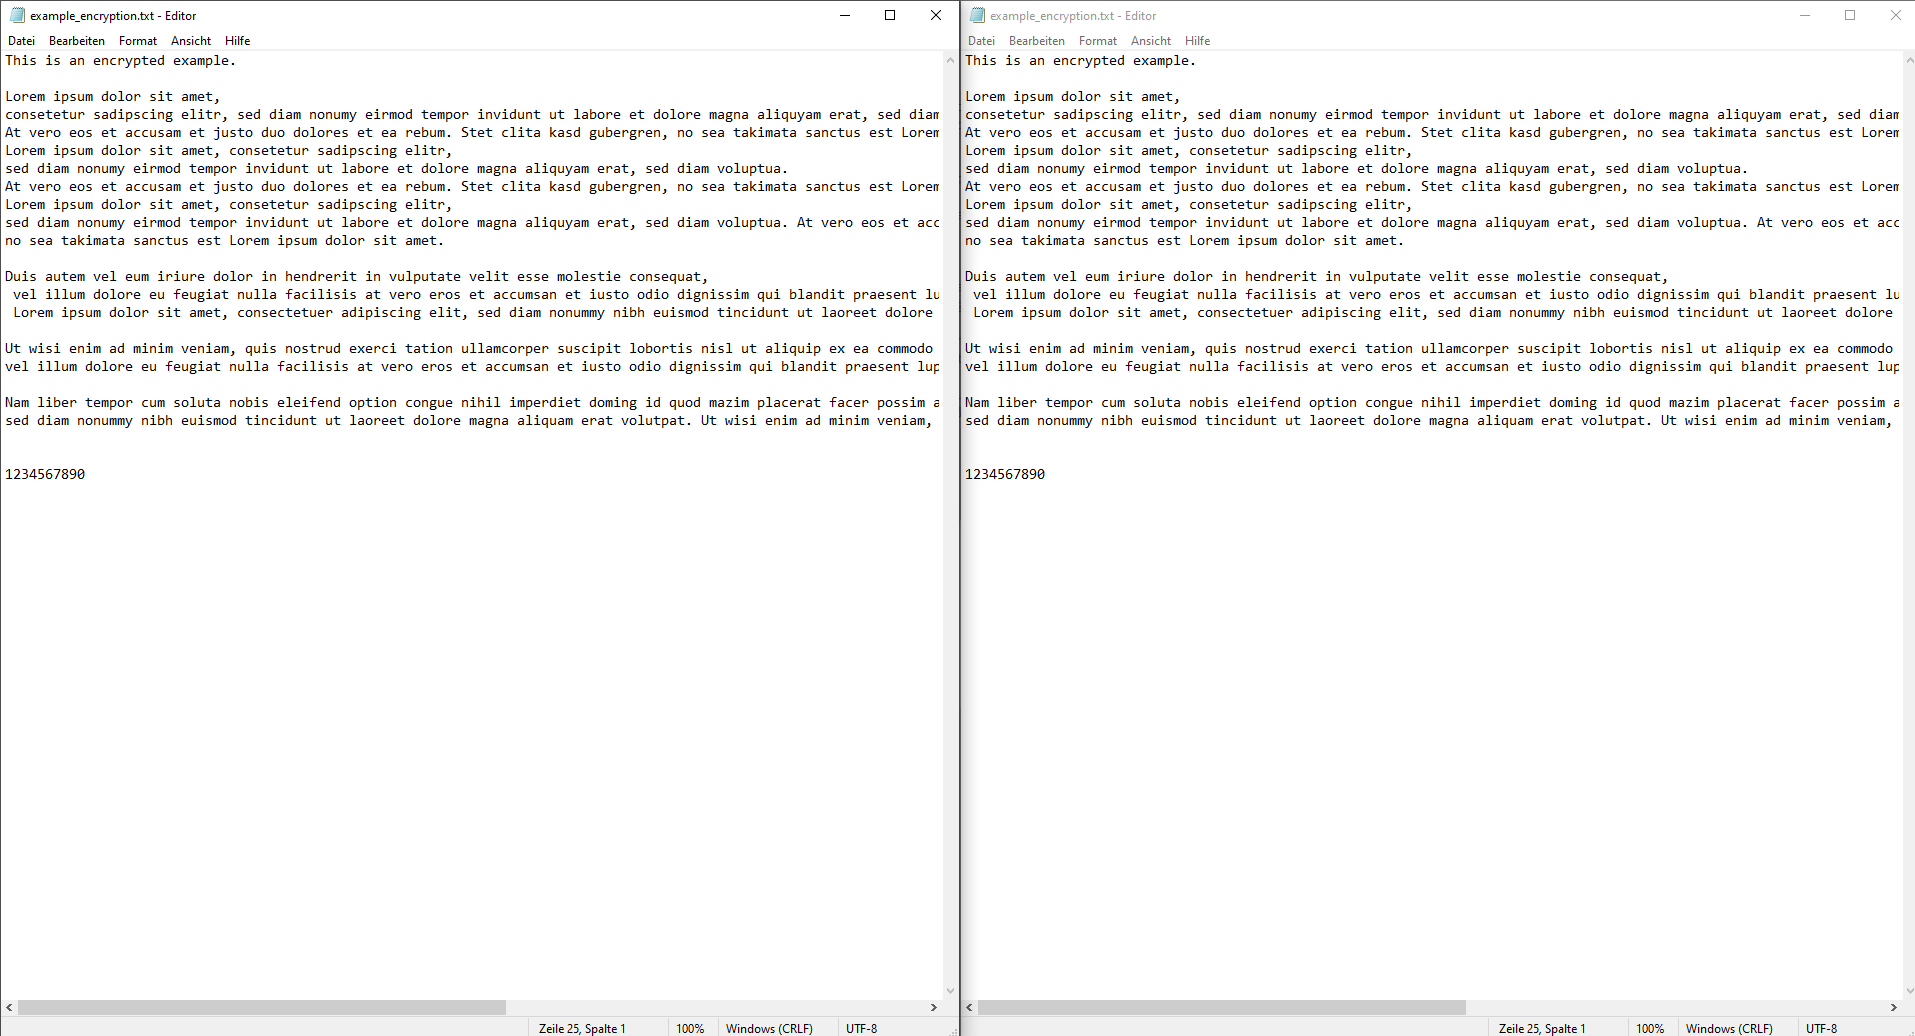 example_encryption.txt - Editor
Datei Bearbeiten Format Ansicht Hilfe
This is an encrypted example.
Lorem ipsum dolor sit amet,
consetetur sadipscing elitr, sed diam nonumy eirmod tempor invidunt ut labore et dolore magna aliquyam erat, sed diam
At vero eos et accusam et justo duo dolores et ea rebum. Stet clita kasd gubergren, no sea takimata sanctus est Lorem
Lorem ipsum dolor sit amet, consetetur sadipscing elitr,
sed diam nonumy eirmod tempor invidunt ut labore et dolore magna aliquyam erat, sed diam voluptua.
At vero eos et accusam et justo duo dolores et ea rebum. Stet clita kasd gubergren, no sea takimata sanctus est Lorem
Lorem ipsum dolor sit amet, consetetur sadipscing elitr,
sed diam nonumy eirmod tempor invidunt ut labore et dolore magna aliquyam erat, sed diam voluptua. At vero eos et acc
no sea takimata sanctus est Lorem ipsum dolor sit amet.
Duis autem vel eum iriure dolor in hendrerit in vulputate velit esse molestie consequat,
vel illum dolore eu feugiat nulla facilisis at vero eros et accumsan et iusto odio dignissim qui blandit praesent lu
Lorem ipsum dolor sit amet, consectetuer adipiscing elit, sed diam nonummy nibh euismod tincidunt ut laoreet dolore
Ut wisi enim ad minim veniam, quis nostrud exerci tation ullamcorper suscipit lobortis nisl ut aliquip ex ea commodo
vel illum dolore eu feugiat nulla facilisis at vero eros et accumsan et iusto odio dignissim qui blandit praesent lup
Nam liber tempor cum soluta nobis eleifend option congue nihil imperdiet doming id quod mazim placerat facer possim a
sed diam nonummy nibh euismod tincidunt ut laoreet dolore magna aliquam erat volutpat. Ut wisi enim ad minim veniam,
1234567890
Zeile 25, Spalte 1 100% Windows (CRLF) UTF-8
example_encryption.txt - Editor
Datei Bearbeiten Format Ansicht Hilfe
This is an encrypted example.
Lorem ipsum dolor sit amet,
consetetur sadipscing elitr, sed diam nonumy eirmod tempor invidunt ut labore et dolore magna aliquyam erat, sed diam
At vero eos et accusam et justo duo dolores et ea rebum. Stet clita kasd gubergren, no sea takimata sanctus est Lorem
Lorem ipsum dolor sit amet, consetetur sadipscing elitr,
sed diam nonumy eirmod tempor invidunt ut labore et dolore magna aliquyam erat, sed diam voluptua.
At vero eos et accusam et justo duo dolores et ea rebum. Stet clita kasd gubergren, no sea takimata sanctus est Lorem
Lorem ipsum dolor sit amet, consetetur sadipscing elitr,
sed diam nonumy eirmod tempor invidunt ut labore et dolore magna aliquyam erat, sed diam voluptua. At vero eos et acc
no sea takimata sanctus est Lorem ipsum dolor sit amet.
Duis autem vel eum iriure dolor in hendrerit in vulputate velit esse molestie consequat,
vel illum dolore eu feugiat nulla facilisis at vero eros et accumsan et iusto odio dignissim qui blandit praesent lu
Lorem ipsum dolor sit amet, consectetuer adipiscing elit, sed diam nonummy nibh euismod tincidunt ut laoreet dolore
Ut wisi enim ad minim veniam, quis nostrud exerci tation ullamcorper suscipit lobortis nisl ut aliquip ex ea commodo
vel illum dolore eu feugiat nulla facilisis at vero eros et accumsan et iusto odio dignissim qui blandit praesent lup
Nam liber tempor cum soluta nobis eleifend option congue nihil imperdiet doming id quod mazim placerat facer possim a
sed diam nonummy nibh euismod tincidunt ut laoreet dolore magna aliquam erat volutpat. Ut wisi enim ad minim veniam,
1234567890
Zeile 25, Spalte 1 100% Windows (CRLF) UTF-8